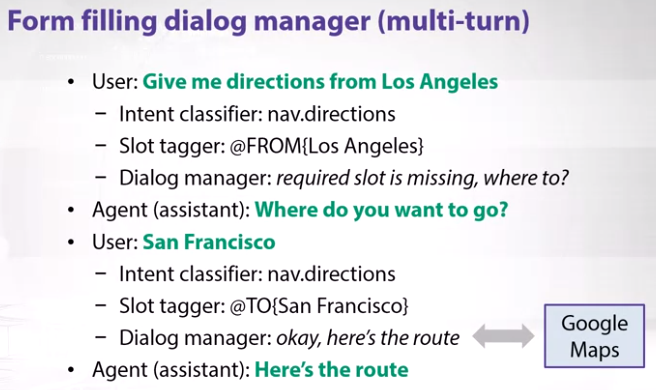 Form filling dialog manager (multi-turn)
• User: Give me directions from Los Angeles
– Intent classifier: nav.directions
– Slot tagger: @FROM{Los Angeles}
– Dialog manager: required slot is missing, where to?
• Agent (assistant): Where do you want to go?
• User: San Francisco
– Intent classifier: nav.directions
– Slot tagger: @TO{San Francisco}
– Dialog manager: okay, here's the route
Google
Maps
• Agent (assistant): Here's the route